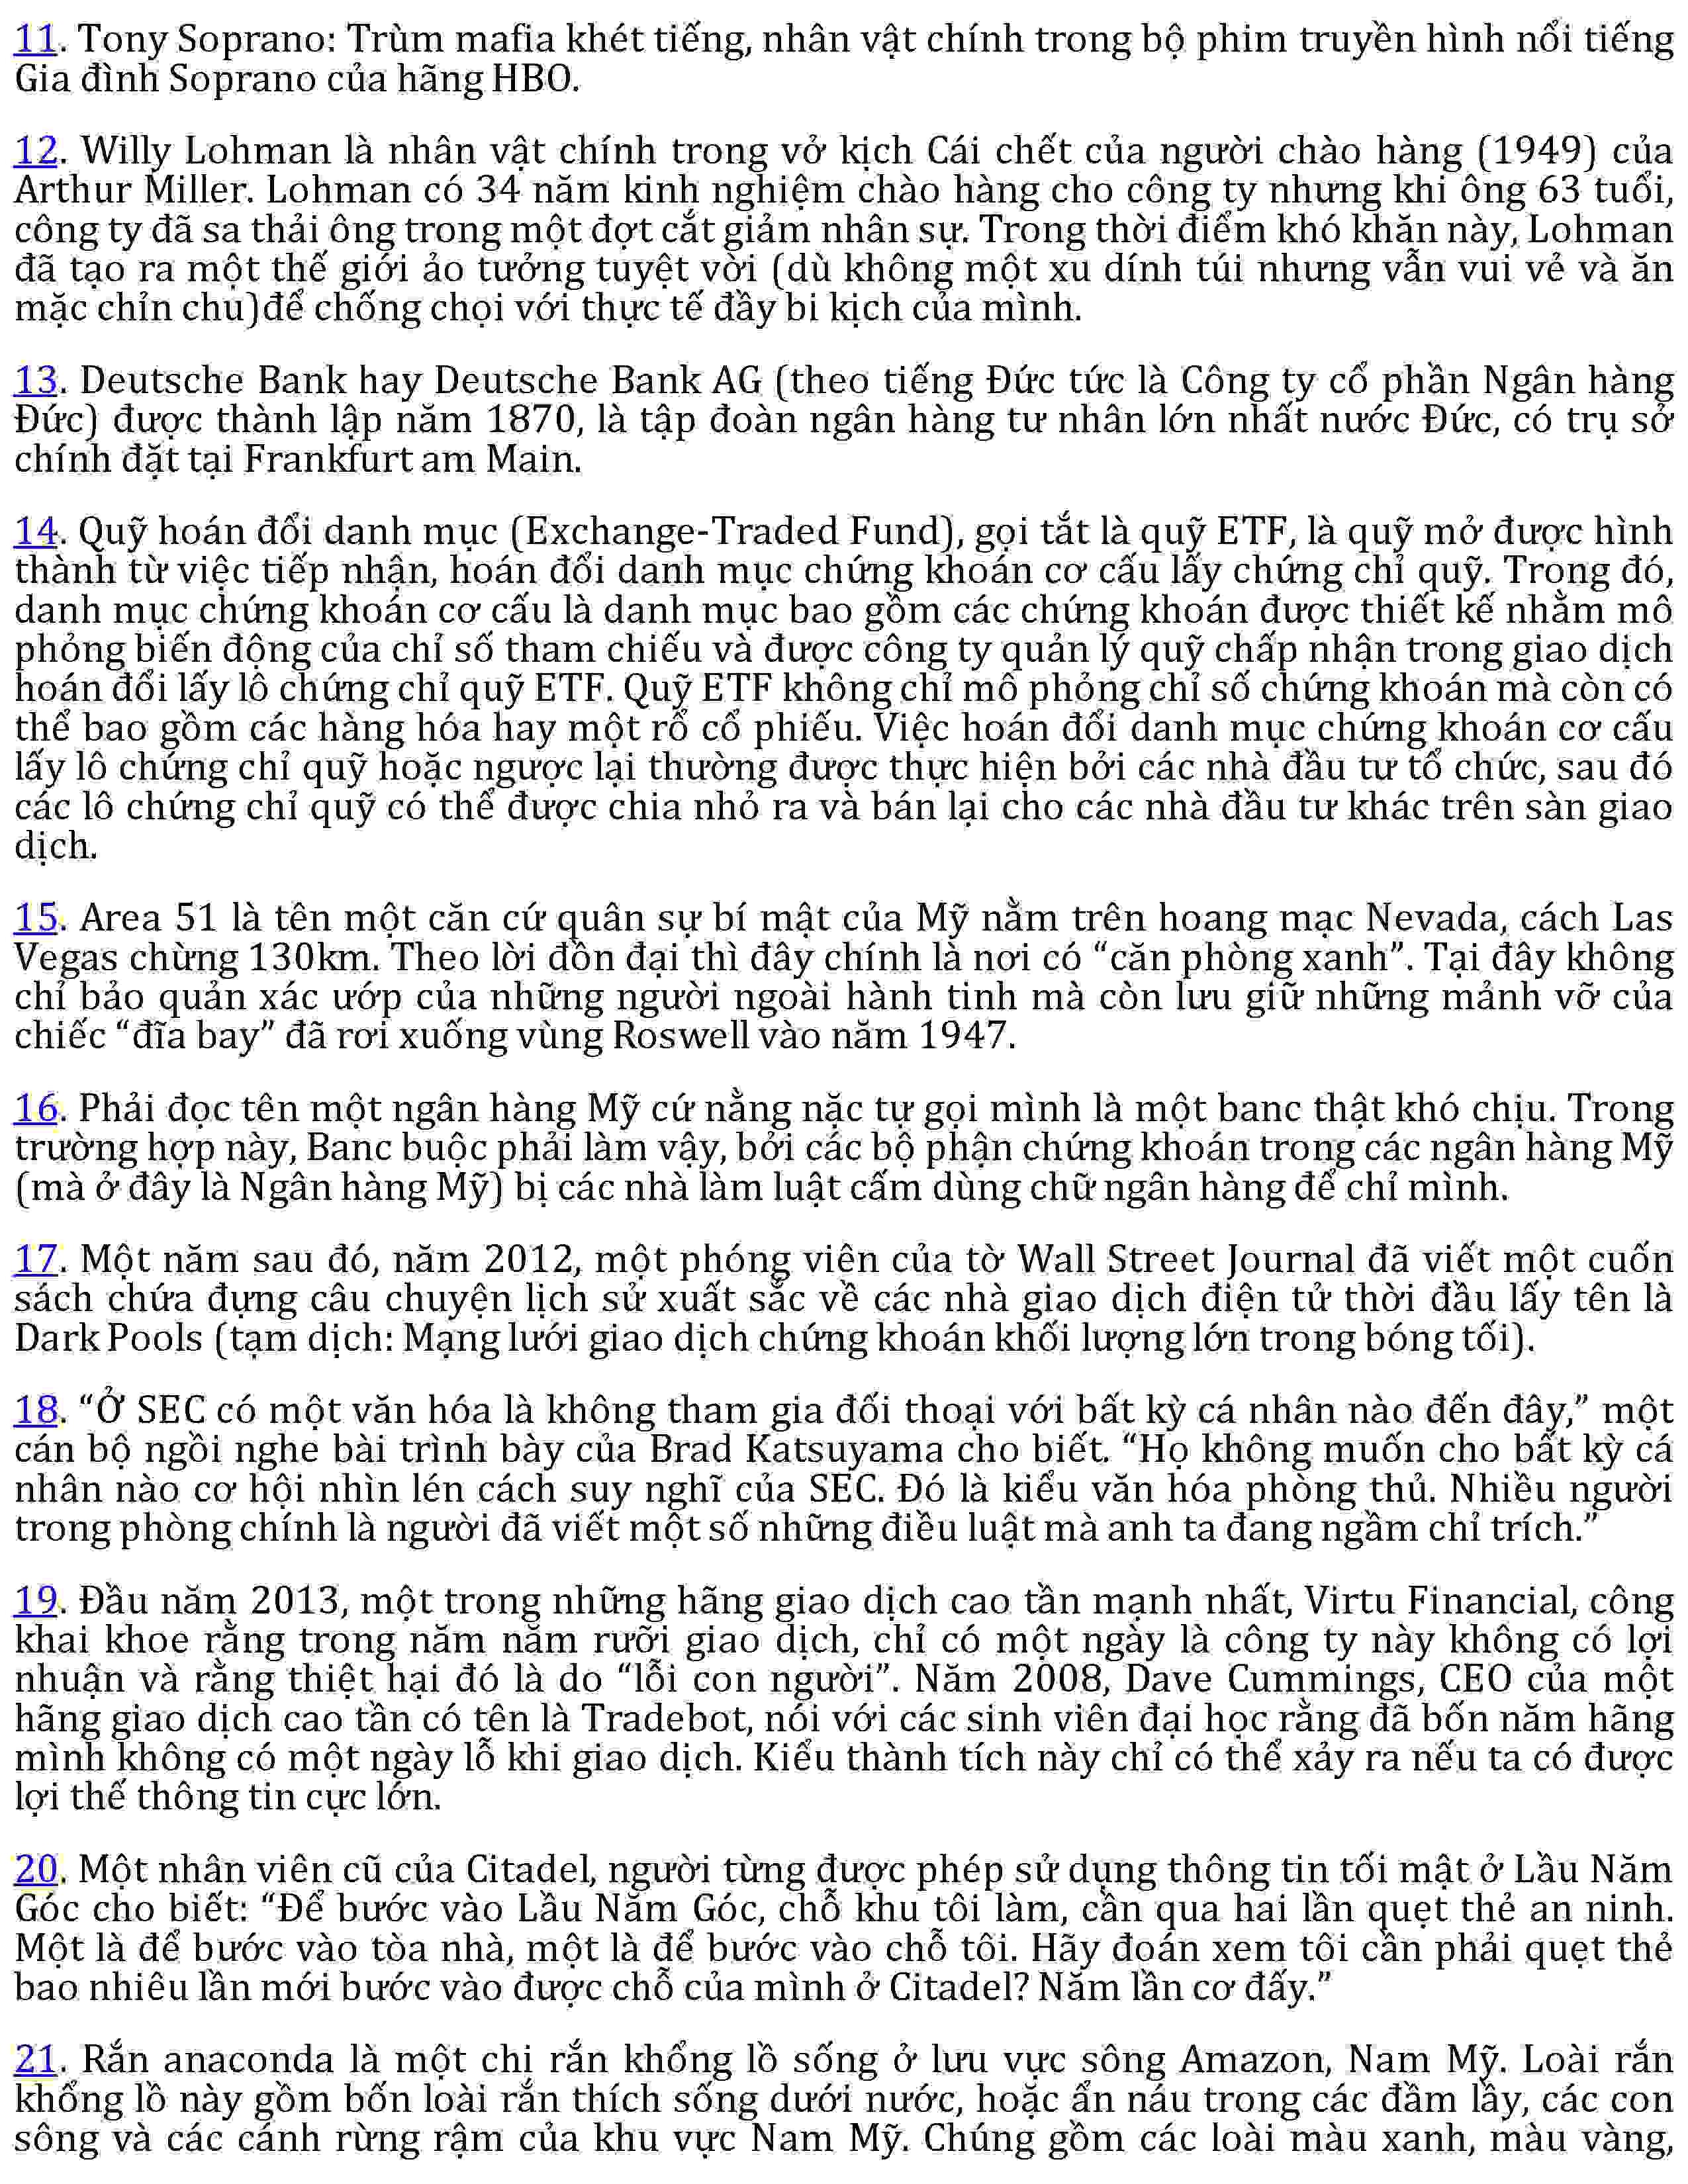 11. Tony Soprano: Trùm mafia khét tiếng, nhân vật chính trong bộ phim truyền hình nổi tiếng
Gia đình Soprano của hãng HBO.
12. Willy Lohman là nhân vật chính trong vở kịch Cái chết của người chào hàng (1949) của
Arthur Miller. Lohman có 34 năm kinh nghiệm chào hàng cho công ty nhưng khi ông 63 tuổi,
công ty đã sa thải ông trong một đợt cắt giảm nhân sự. Trong thời điểm khó khăn này, Lohman
đã tạo ra một thế giới ảo tưởng tuyệt vời (dù không một xu dính túi nhưng vẫn vui vẻ và ăn
mặc chỉn chu)để chống chọi với thực tế đầy bi kịch của mình.
13. Deutsche Bank hay Deutsche Bank AG (theo tiếng Đức tức là Công ty cổ phần Ngân hàng
Đức) được thành lập năm 1870, là tập đoàn ngân hàng tư nhân lớn nhất nước Đức, có trụ sở
chính đặt tại Frankfurt am Main.
14. Quỹ hoán đổi danh mục (Exchange-Traded Fund), gọi tắt là quỹ ETF, là quỹ mở được hình
thành từ việc tiếp nhận, hoán đổi danh mục chứng khoán cơ cấu lấy chứng chỉ quỹ. Trong đó,
danh mục chứng khoán cơ cấu là danh mục bao gồm các chứng khoán được thiết kế nhằm mô
phỏng biến động của chỉ số tham chiếu và được công ty quản lý quỹ chấp nhận trong giao dịch
hoán đổi lấy lô chứng chỉ quỹ ETF. Quỹ ETF không chỉ mô phỏng chỉ số chứng khoán mà còn có
thể bao gồm các hàng hóa hay một rổ cổ phiếu. Việc hoán đổi danh mục chứng khoán cơ cấu
lấy lô chứng chỉ quỹ hoặc ngược lại thường được thực hiện bởi các nhà đầu tư tổ chức, sau đó
các lô chứng chỉ quỹ có thể được chia nhỏ ra và bán lại cho các nhà đầu tư khác trên sàn giao
dịch.
15. Area 51 là tên một căn cứ quân sự bí mật của Mỹ nằm trên hoang mạc Nevada, cách Las
Vegas chừng 130km. Theo lời đồn đại thì đây chính là nơi có “căn phòng xanh”. Tại đây không
chỉ bảo quản xác ướp của những người ngoài hành tinh mà còn lưu giữ những mảnh vỡ của
chiếc “đĩa bay” đã rơi xuống vùng Roswell vào năm 1947.
16. Phải đọc tên một ngân hàng Mỹ cứ nằng nặc tự gọi mình là một banc thật khó chịu. Trong
trường hợp này, Banc buộc phải làm vậy, bởi các bộ phận chứng khoán trong các ngân hàng Mỹ
(mà ở đây là Ngân hàng Mỹ) bị các nhà làm luật cấm dùng chữ ngân hàng để chỉ mình.
17. Một năm sau đó, năm 2012, một phóng viên của tờ Wall Street Journal đã viết một cuốn
sách chứa đựng câu chuyện lịch sử xuất sắc về các nhà giao dịch điện tử thời đầu lấy tên là
Dark Pools (tạm dịch: Mạng lưới giao dịch chứng khoán khối lượng lớn trong bóng tối).
18. “Ở SEC có một văn hóa là không tham gia đối thoại với bất kỳ cá nhân nào đến đây,” một
cán bộ ngồi nghe bài trình bày của Brad Katsuyama cho biết. “Họ không muốn cho bất kỳ cá
nhân nào cơ hội nhìn lén cách suy nghĩ của SEC. Đó là kiểu văn hóa phòng thủ. Nhiều người
trong phòng chính là người đã viết một số những điều luật mà anh ta đang ngầm chỉ trích.”
19. Đầu năm 2013, một trong những hãng giao dịch cao tần mạnh nhất, Virtu Financial, công
khai khoe rằng trong năm năm rưỡi giao dịch, chỉ có một ngày là công ty này không có lợi
nhuận và rằng thiệt hại đó là do “lỗi con người”. Năm 2008, Dave Cummings, CEO của một
hãng giao dịch cao tần có tên là Tradebot, nói với các sinh viên đại học rằng đã bốn năm hãng
mình không có một ngày lỗ khi giao dịch. Kiểu thành tích này chỉ có thể xảy ra nếu ta có được
lợi thế thông tin cực lớn.
20. Một nhân viên cũ của Citadel, người từng được phép sử dụng thông tin tối mật ở Lầu Năm
Góc cho biết: “Để bước vào Lầu Năm Góc, chỗ khu tôi làm, cần qua hai lần quẹt thẻ an ninh.
Một là để bước vào tòa nhà, một là để bước vào chỗ tôi. Hãy đoán xem tôi cần phải quẹt thẻ
bao nhiêu lần mới bước vào được chỗ của mình ở Citadel? Năm lần cơ đấy.”
21. Rắn anaconda là một chi rắn khổng lồ sống ở lưu vực sông Amazon, Nam Mỹ. Loài rắn
khổng lồ này gồm bốn loài rắn thích sống dưới nước, hoặc ẩn náu trong các đầm lầy, các con
sông và các cánh rừng rậm của khu vực Nam Mỹ. Chúng gồm các loài màu xanh, màu vàng,